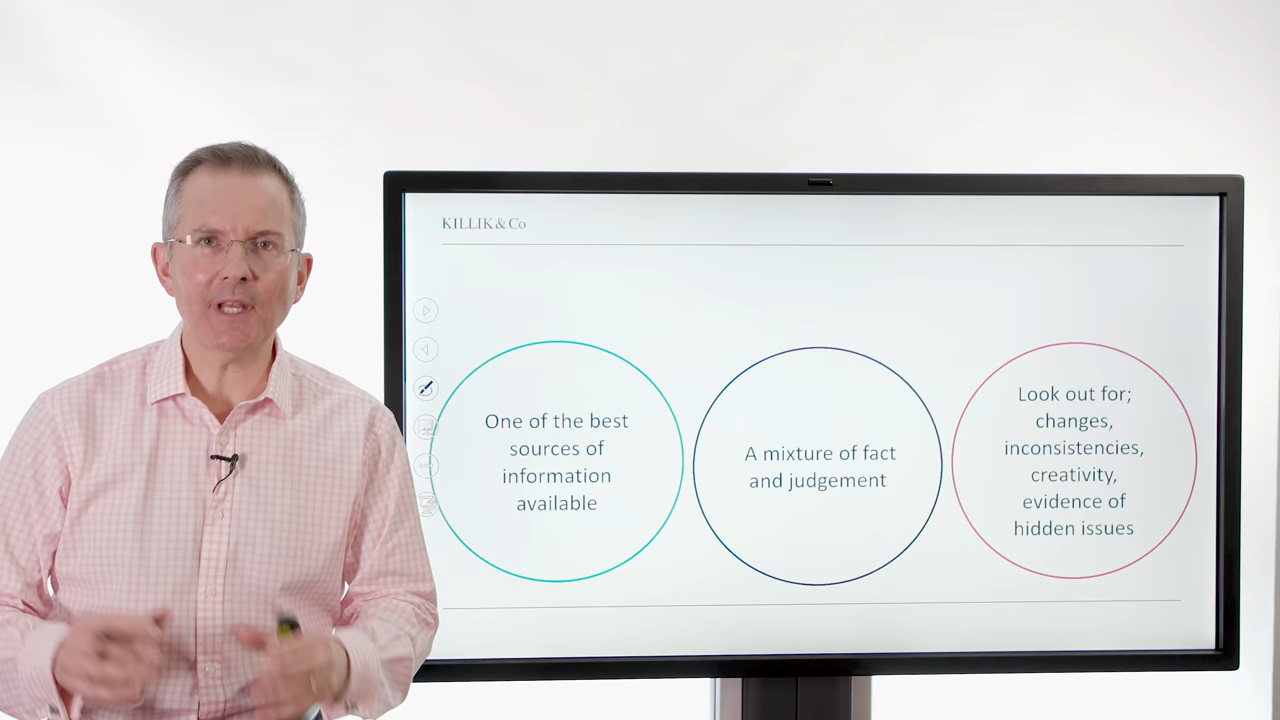 KILLIK & Co
One of the best
sources of
information
available
A mixture of fact
and judgement
Look out for;
changes,
inconsistencies,
creativity,
evidence of
hidden issues